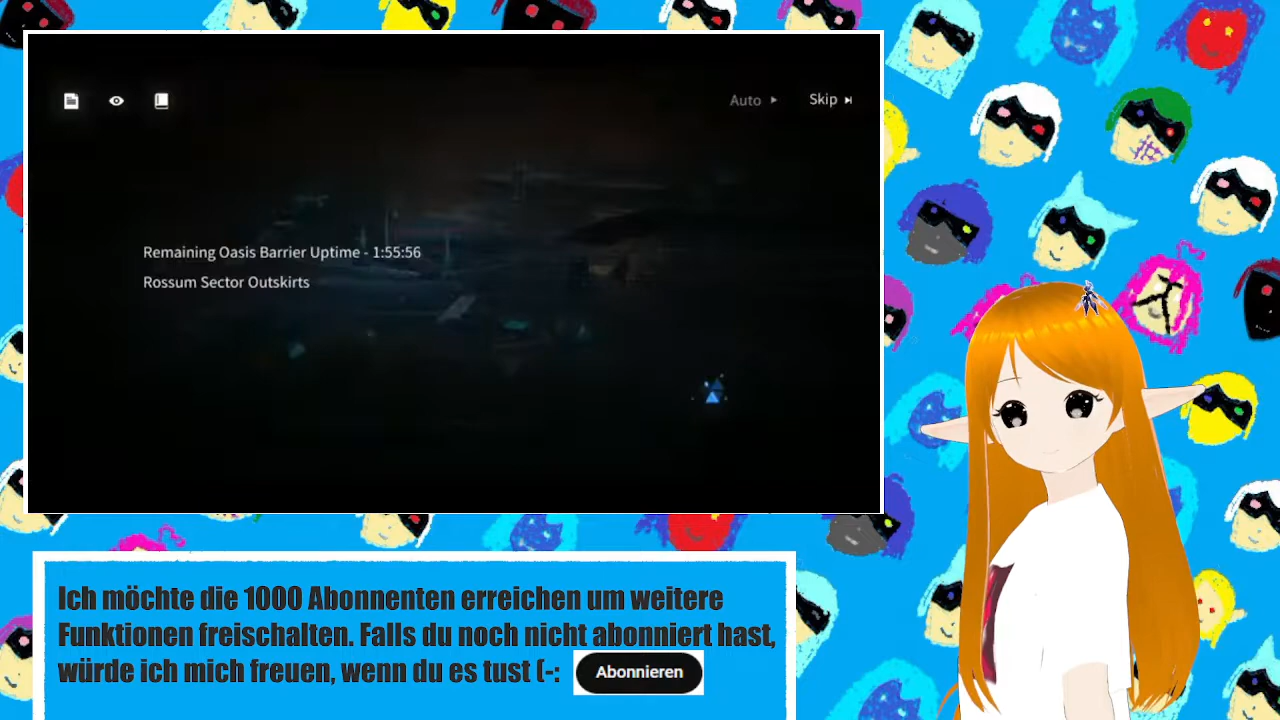 Auto
Skip
Remaining Oasis Barrier Uptime - 1:55:56
Rossum Sector Outskirts
Ich möchte die 1000 Abonnenten erreichen um weitere
Funktionen freischalten. Falls du noch nicht abonniert hast,
würde ich mich freuen, wenn du es tust (-:
Abonnieren